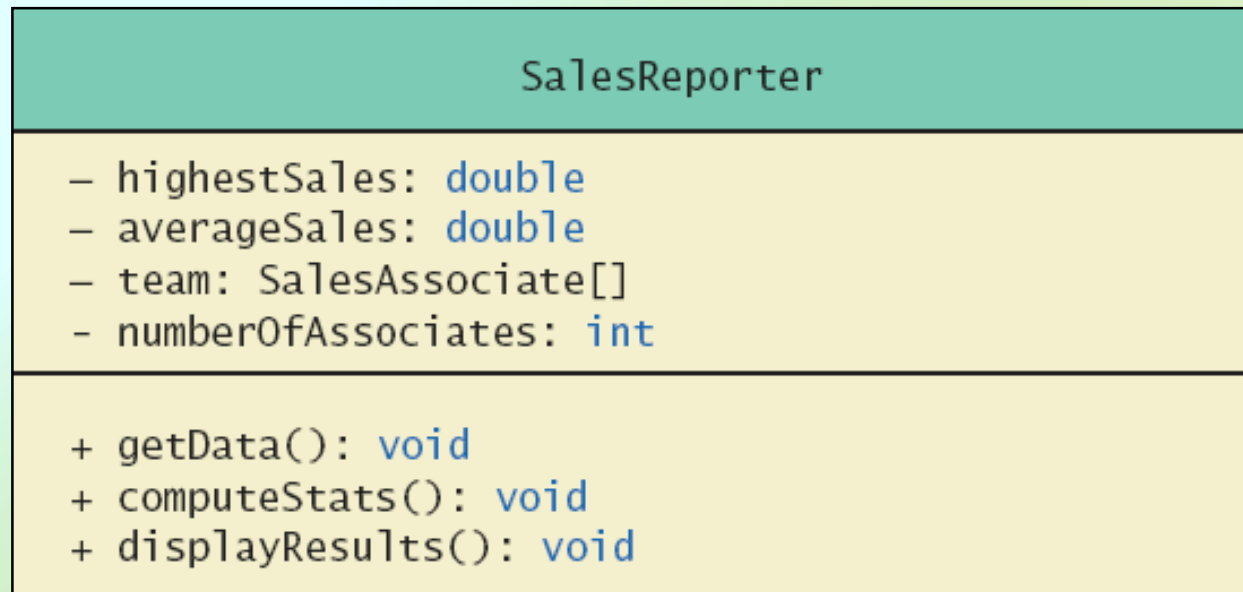 SalesReporter
– highestSales: double
– averageSales: double
– team: SalesAssociate[]
- numberOfAssociates: int
+ getData(): void
+ computeStats(): void
+ displayResults(): void